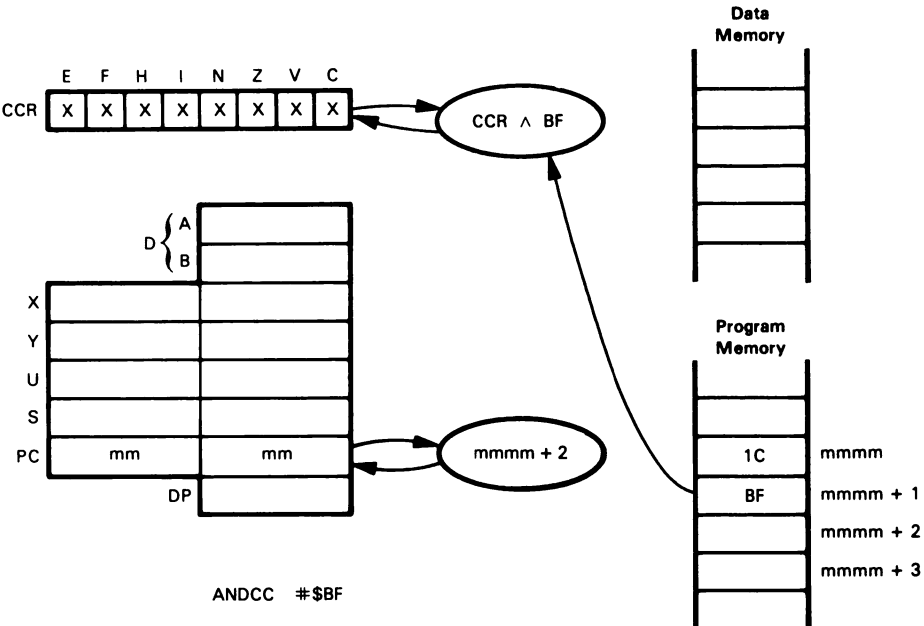 Data
Memory
E F H I N Z V C
CCR X X X X X X X X
CCR ∧ BF
D { A
B
X
Y
U
S
PC mm mm
mmmm + 2
DP
Program
Memory
1C mmmm
BF mmmm + 1
mmmm + 2
mmmm + 3
ANDCC #$BF